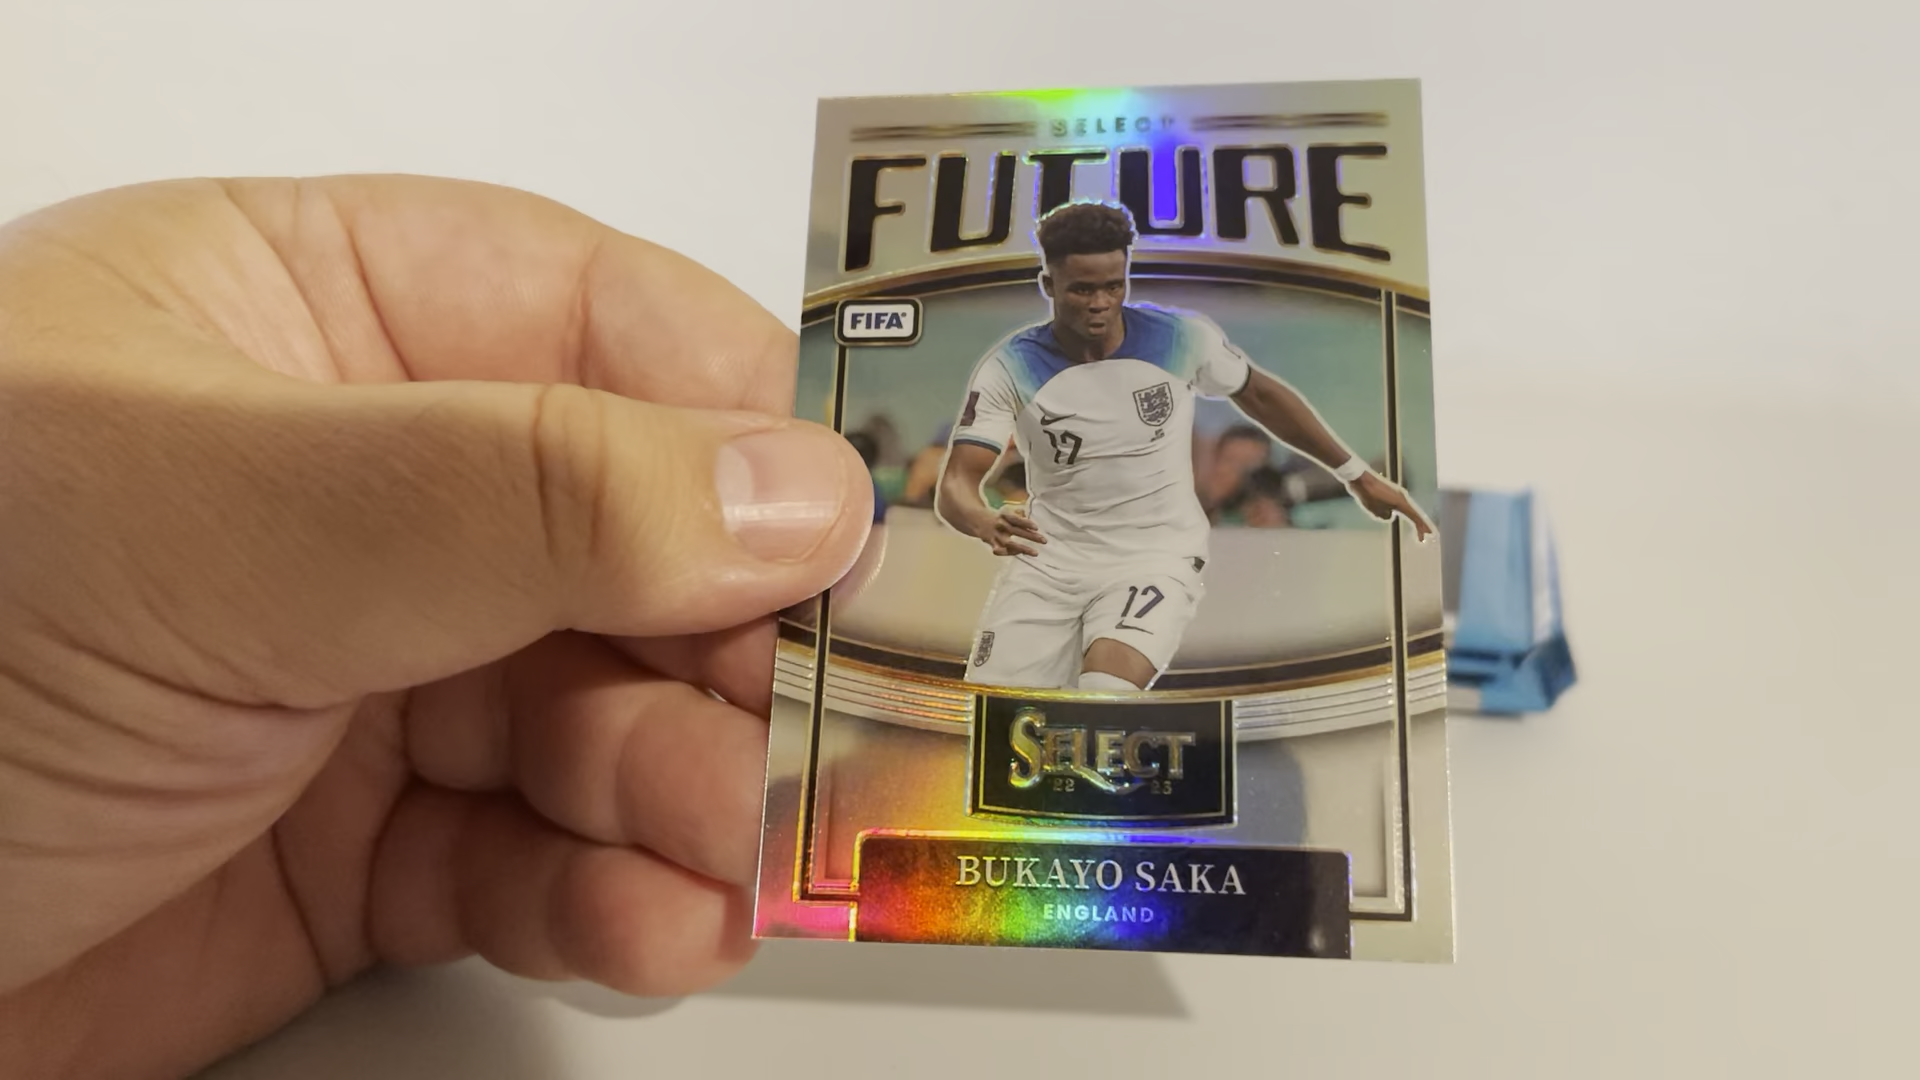 SELECT
FUTURE
FIFA
17
17
SELECT
22 23
BUKAYO SAKA
ENGLAND